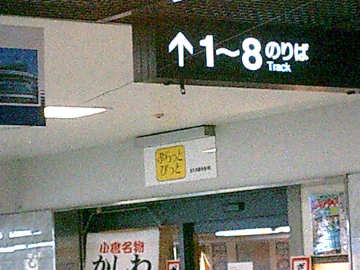 ↑ 1～8 のりば
Track
ぷらっと
ぴっと
小倉名物
かしわ